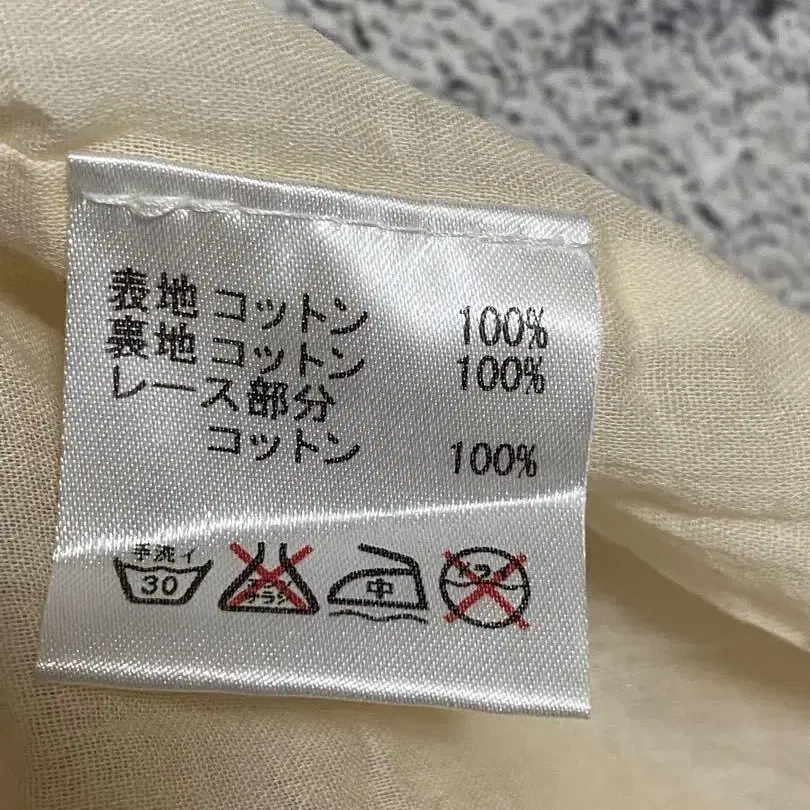 表地 コットン 100%
裏地 コットン 100%
レース部分
コットン 100%
手洗イ
30
中